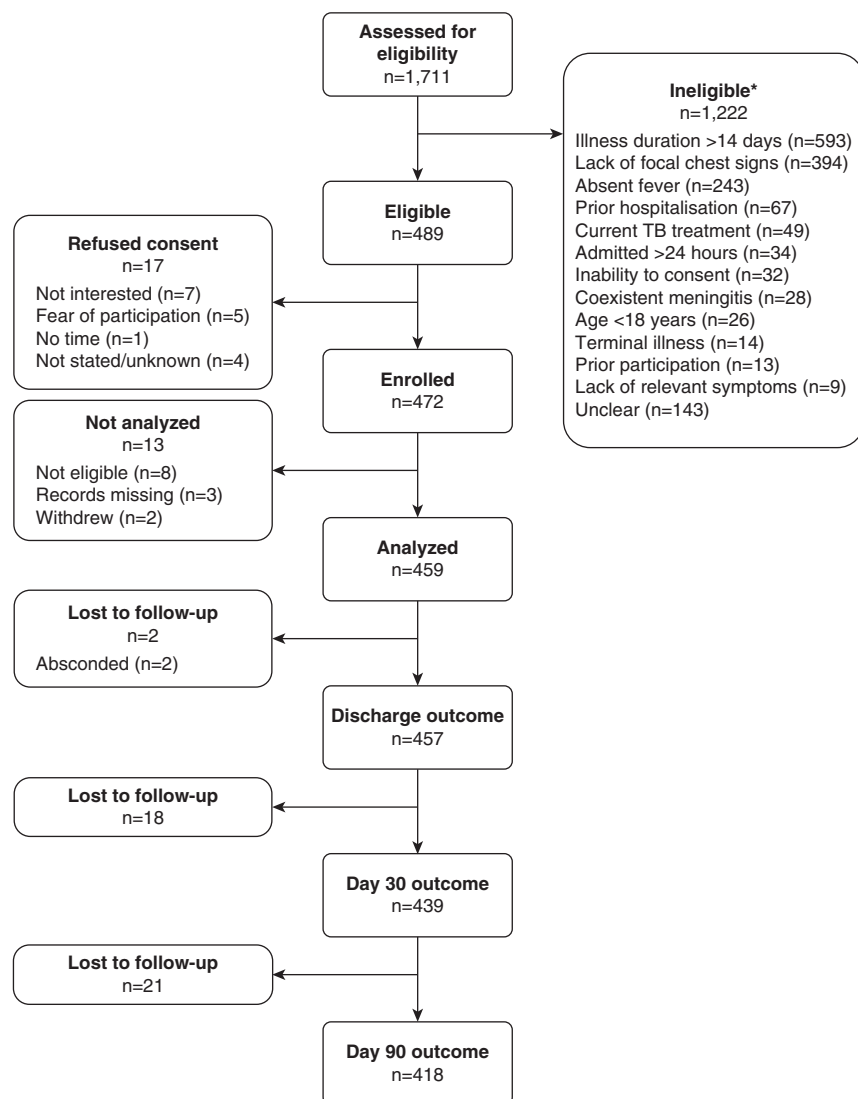 Assessed for
eligibility
n=1,711
Ineligible*
n=1,222
Illness duration >14 days (n=593)
Lack of focal chest signs (n=394)
Absent fever (n=243)
Prior hospitalisation (n=67)
Current TB treatment (n=49)
Admitted >24 hours (n=34)
Inability to consent (n=32)
Coexistent meningitis (n=28)
Age <18 years (n=26)
Terminal illness (n=14)
Prior participation (n=13)
Lack of relevant symptoms (n=9)
Unclear (n=143)
Eligible
n=489
Refused consent
n=17
Not interested (n=7)
Fear of participation (n=5)
No time (n=1)
Not stated/unknown (n=4)
Enrolled
n=472
Not analyzed
n=13
Not eligible (n=8)
Records missing (n=3)
Withdrew (n=2)
Analyzed
n=459
Lost to follow-up
n=2
Absconded (n=2)
Discharge outcome
n=457
Lost to follow-up
n=18
Day 30 outcome
n=439
Lost to follow-up
n=21
Day 90 outcome
n=418